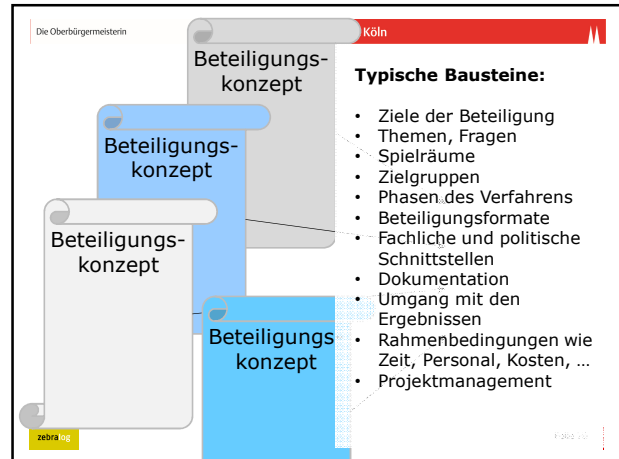 Die Oberbürgermeisterin
Köln
Beteiligungs-
konzept
Beteiligungs-
konzept
Beteiligungs-
konzept
Beteiligungs
konzept
Typische Bausteine:
• Ziele der Beteiligung
• Themen, Fragen
• Spielräume
• Zielgruppen
• Phasen des Verfahrens
• Beteiligungsformate
• Fachliche und politische
Schnittstellen
• Dokumentation
• Umgang mit den
Ergebnissen
• Rahmenbedingungen wie
Zeit, Personal, Kosten, …
• Projektmanagement
zebralog